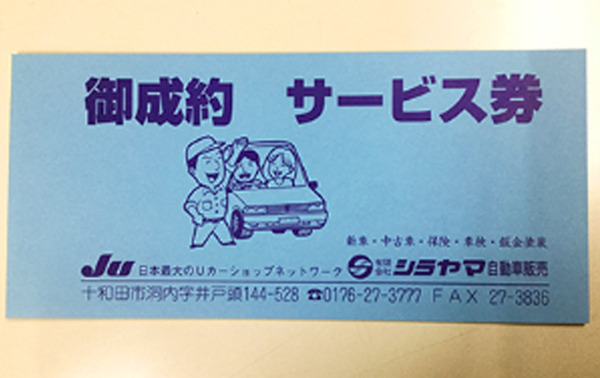 御成約 サービス券
新車・中古車・保険・車検・鈑金塗装
JU 日本最大のUカーショップネットワーク 有限会社 シラヤマ自動車販売
十和田市洞内字井戸頭144-528 ☎0176-27-3777 FAX 27-3836